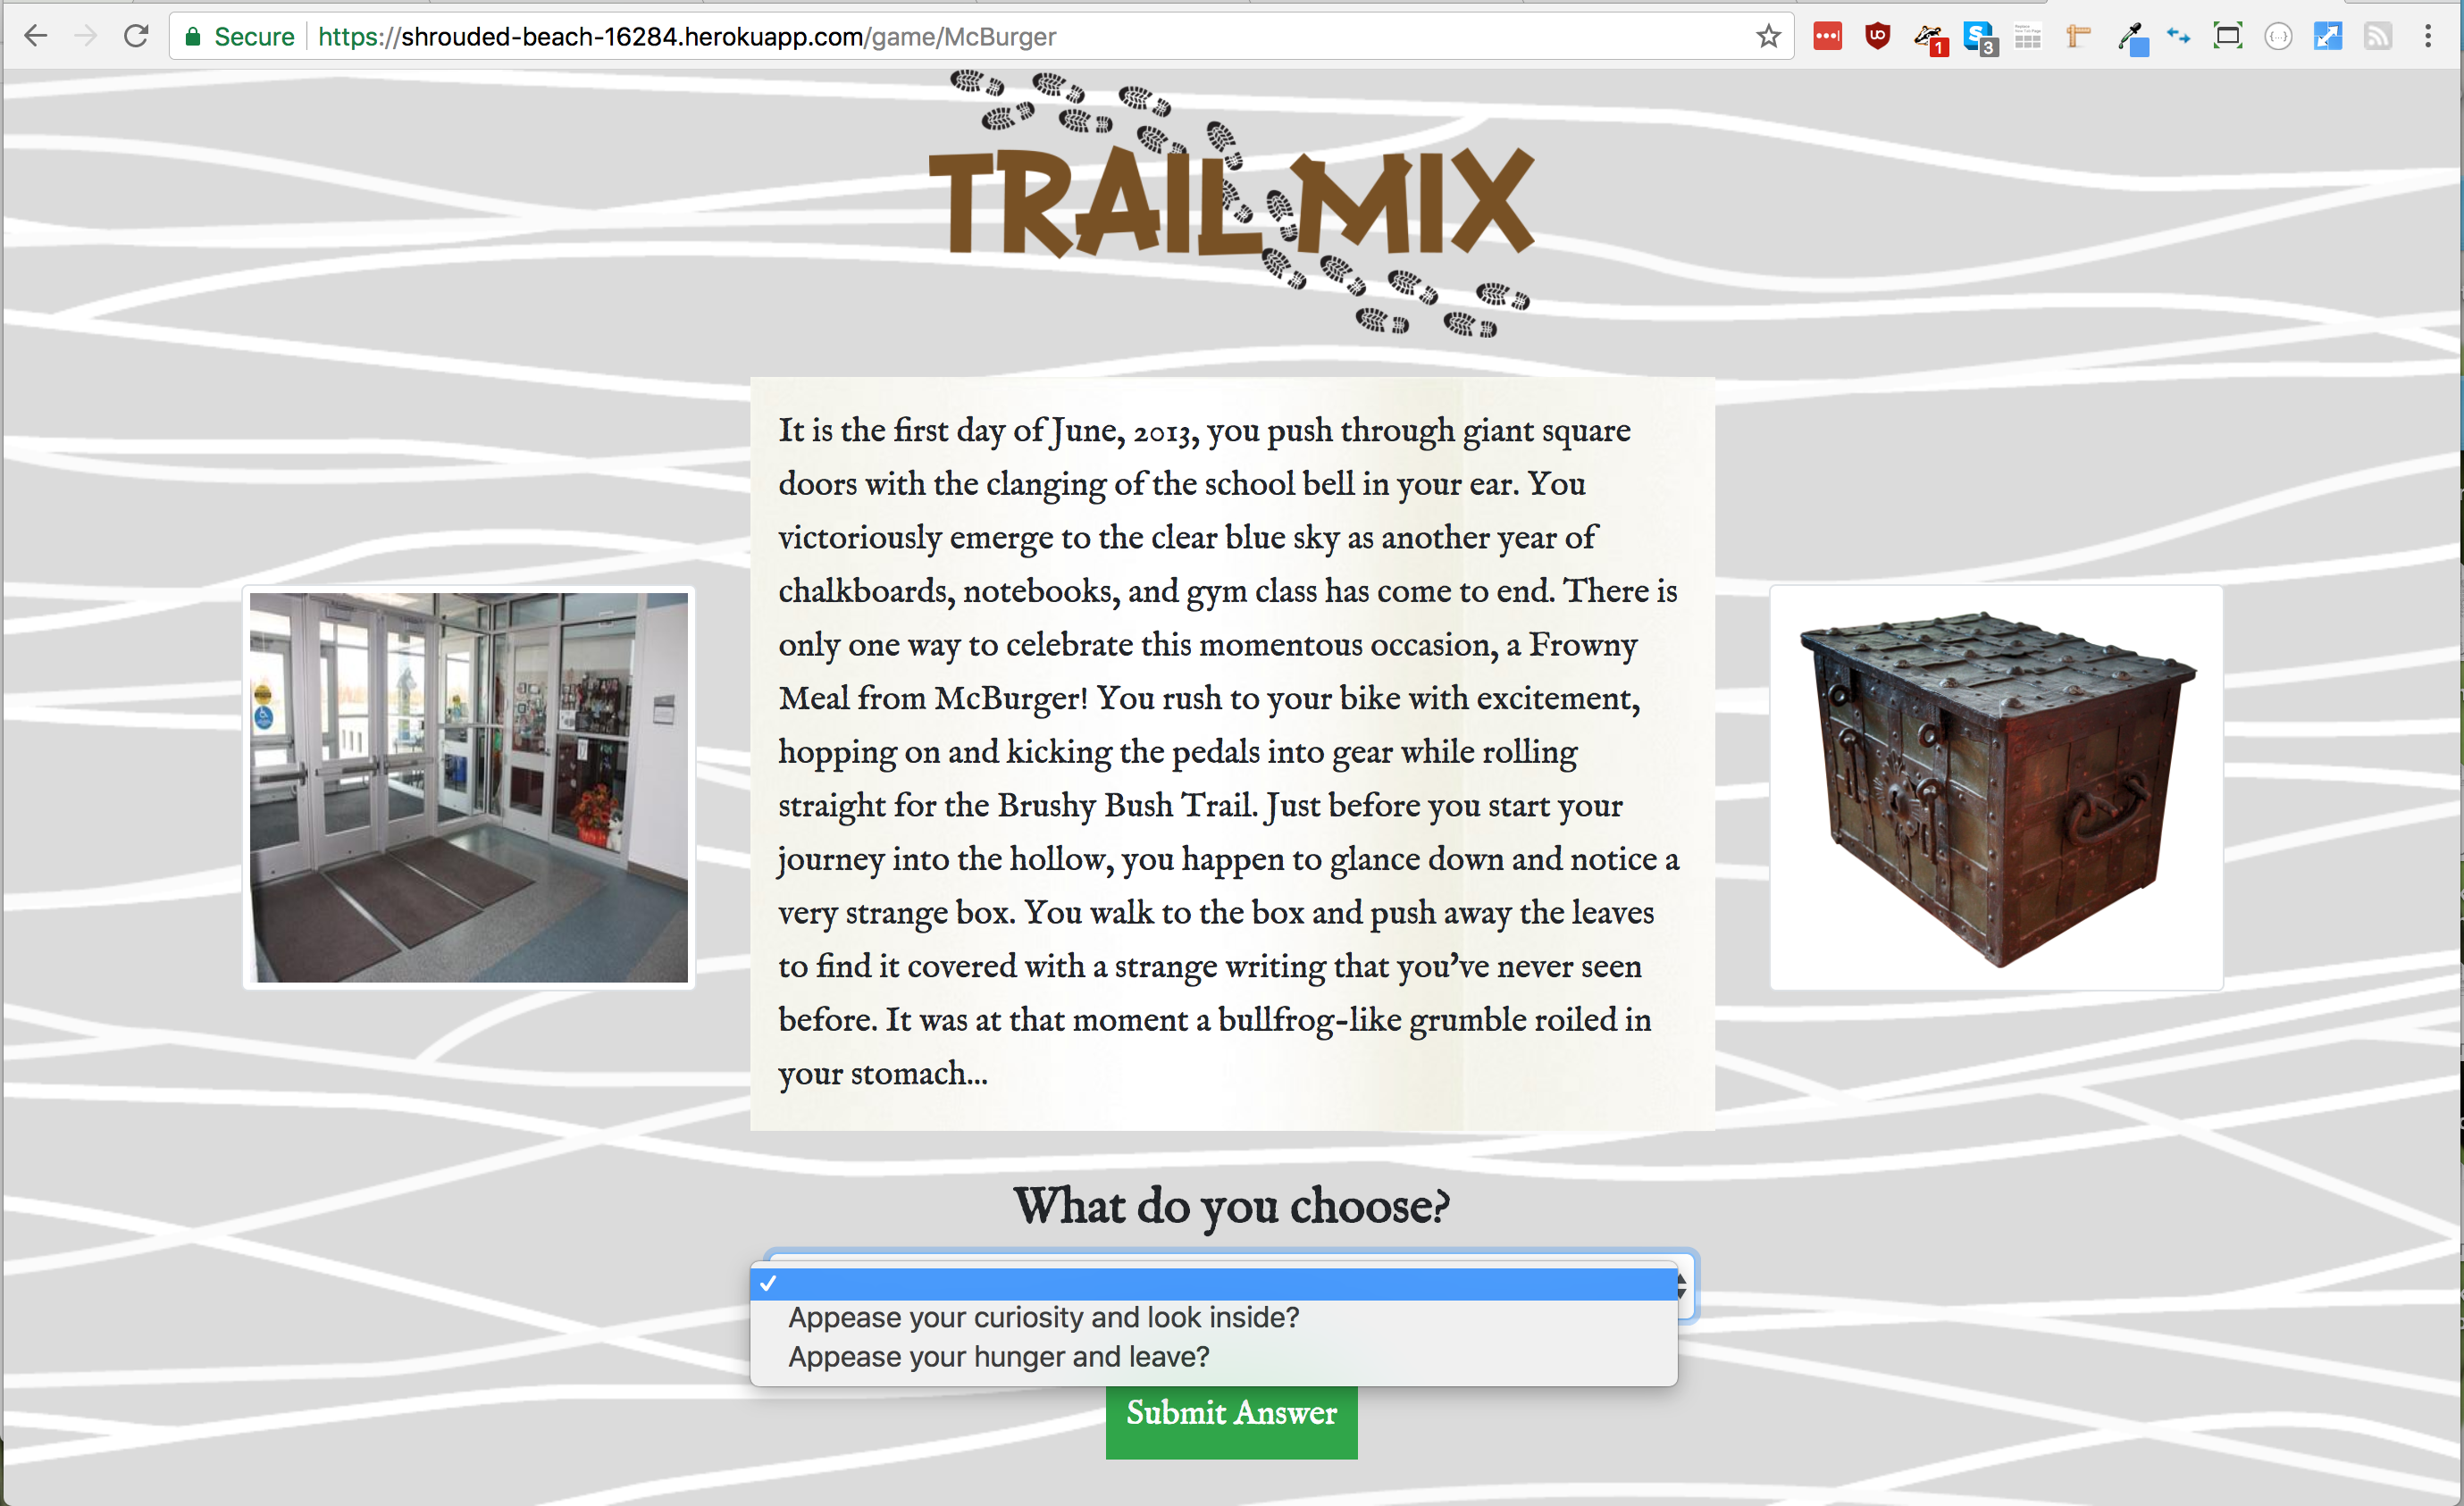 Secure https://shrouded-beach-16284.herokuapp.com/game/McBurger
1
3
TRAIL MIX
It is the first day of June, 2013, you push through giant square
doors with the clanging of the school bell in your ear. You
victoriously emerge to the clear blue sky as another year of
chalkboards, notebooks, and gym class has come to end. There is
only one way to celebrate this momentous occasion, a Frowny
Meal from McBurger! You rush to your bike with excitement,
hopping on and kicking the pedals into gear while rolling
straight for the Brushy Bush Trail. Just before you start your
journey into the hollow, you happen to glance down and notice a
very strange box. You walk to the box and push away the leaves
to find it covered with a strange writing that you've never seen
before. It was at that moment a bullfrog-like grumble roiled in
your stomach...
What do you choose?
Appease your curiosity and look inside?
Appease your hunger and leave?
Submit Answer